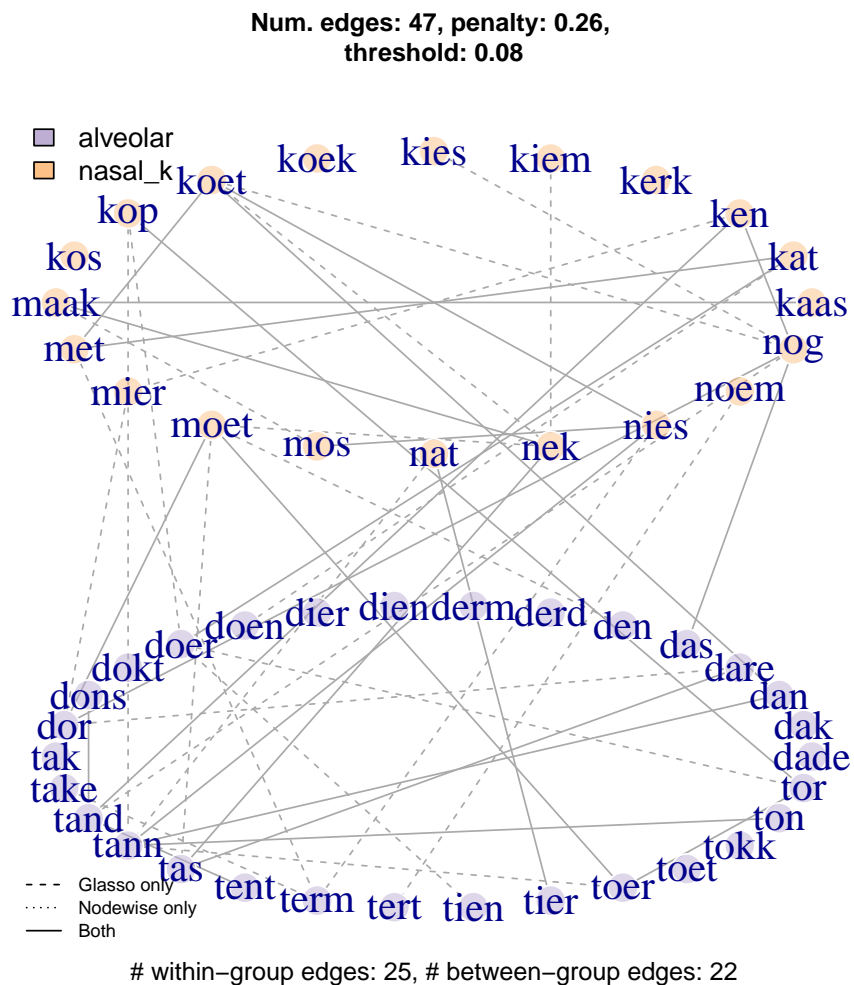 Num. edges: 47, penalty: 0.26,
threshold: 0.08
alveolar
nasal_k
koek
kies
kiem
kerk
koet
kop
ken
kos
kat
maak
kaas
met
nog
mier
noem
moet
mos
nat
nek
nies
dier
dien
derm
derd
doen
den
doer
das
dokt
dare
dons
dan
dor
dak
tak
dade
take
tor
tand
ton
tann
tokk
tas
toet
tent
toer
term
tert
tien
tier
Glasso only
Nodewise only
Both
# within−group edges: 25, # between−group edges: 22